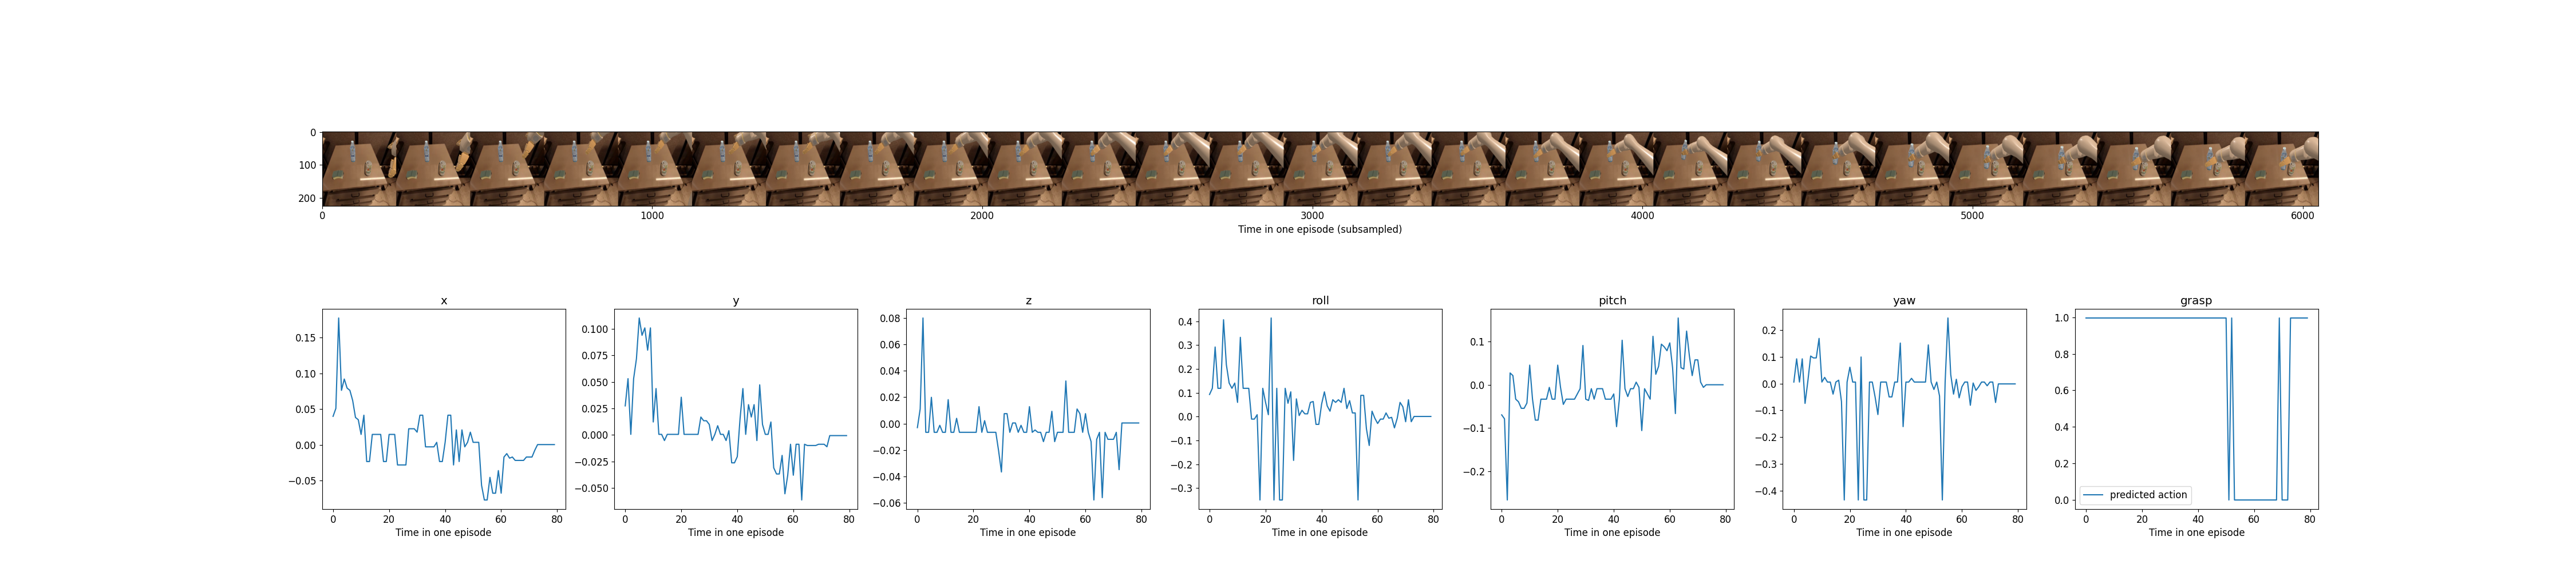 0
100
200
0 1000 2000 3000 4000 5000 6000
Time in one episode (subsampled)
x
0.15
0.10
0.05
0.00
−0.05
0 20 40 60 80
Time in one episode
y
0.100
0.075
0.050
0.025
0.000
−0.025
−0.050
0 20 40 60 80
Time in one episode
z
0.08
0.06
0.04
0.02
0.00
−0.02
−0.04
−0.06
0 20 40 60 80
Time in one episode
roll
0.4
0.3
0.2
0.1
0.0
−0.1
−0.2
−0.3
0 20 40 60 80
Time in one episode
pitch
0.1
0.0
−0.1
−0.2
0 20 40 60 80
Time in one episode
yaw
0.2
0.1
0.0
−0.1
−0.2
−0.3
−0.4
0 20 40 60 80
Time in one episode
grasp
1.0
0.8
0.6
0.4
0.2
0.0
predicted action
0 20 40 60 80
Time in one episode